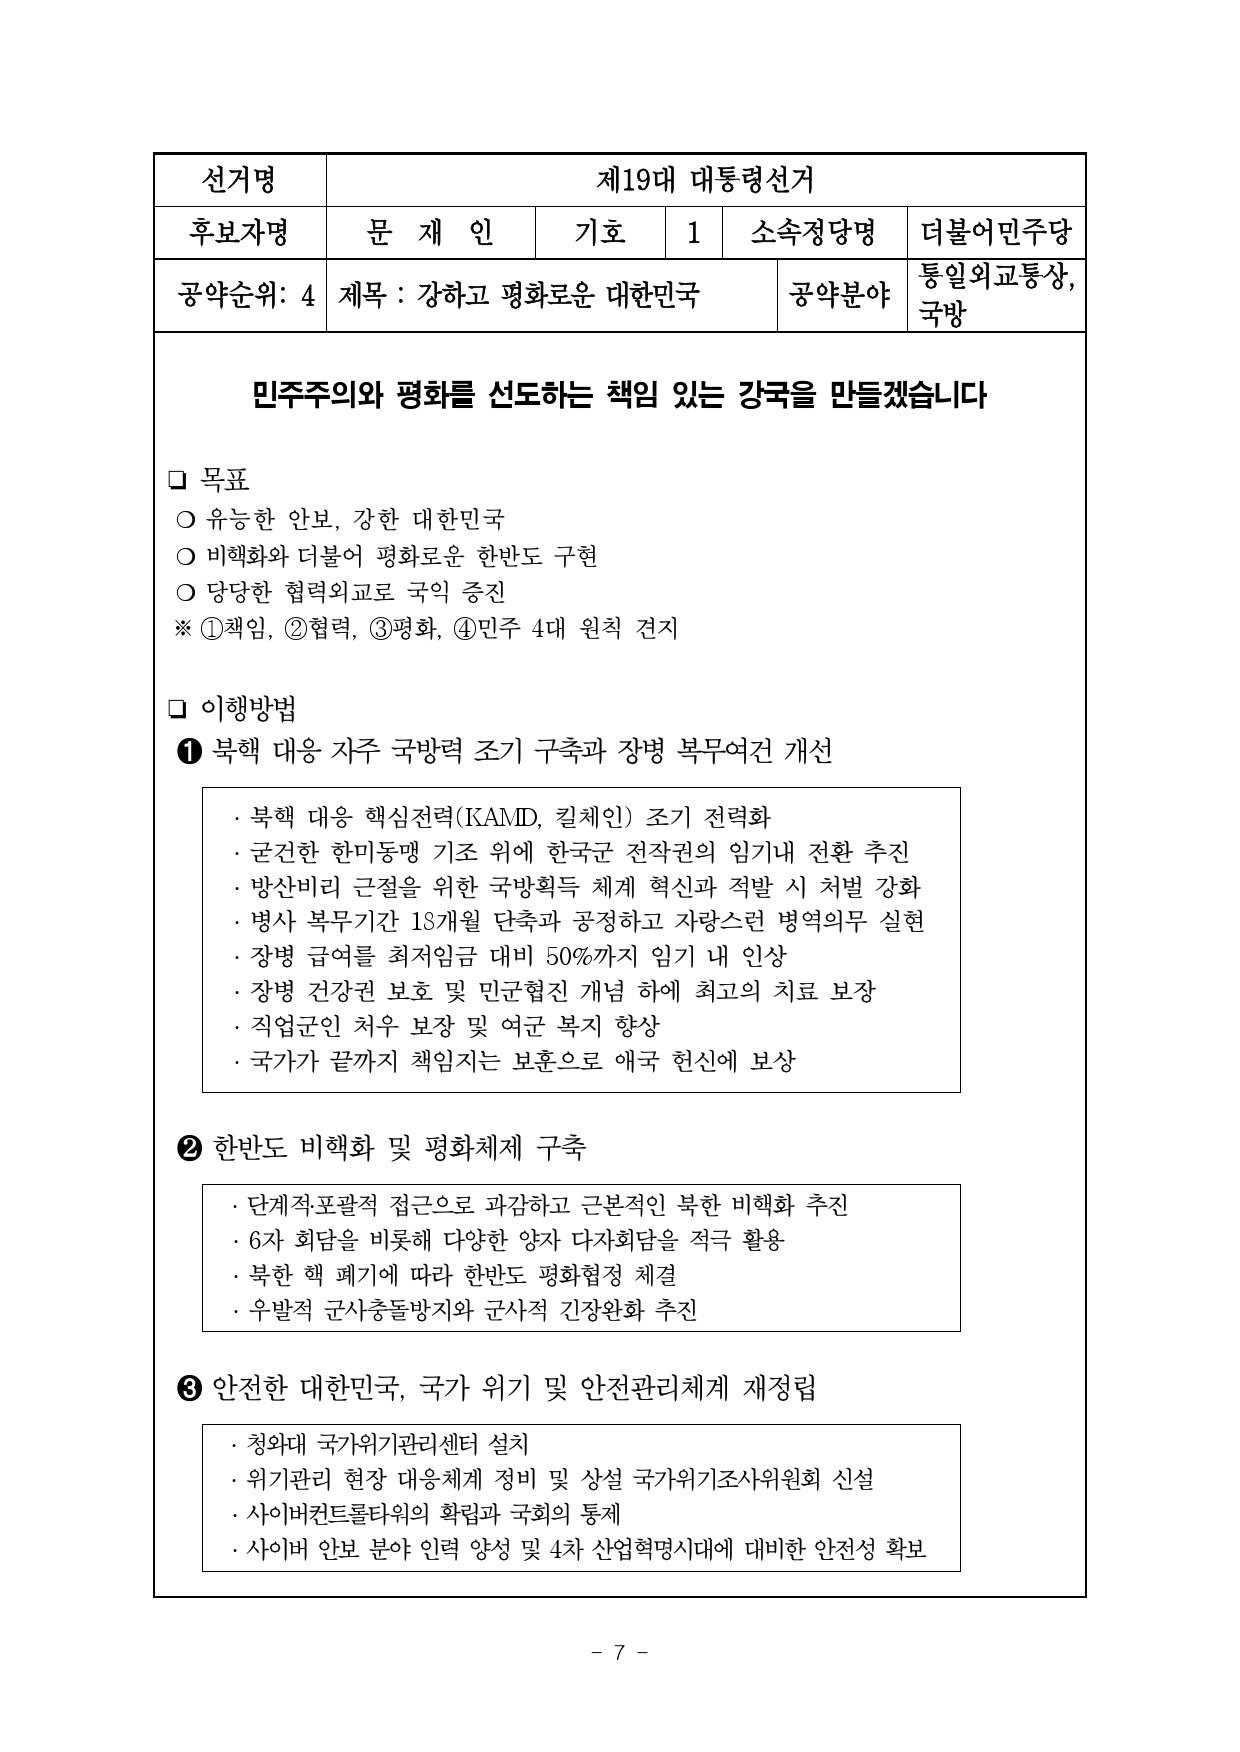 선거명 제19대 대통령선거
후보자명 문 재 인 기호 1 소속정당명 더불어민주당
공약순위: 4 제목 : 강하고 평화로운 대한민국 공약분야 통일외교통상,
국방
민주주의와 평화를 선도하는 책임 있는 강국을 만들겠습니다
❏ 목표
❍ 유능한 안보, 강한 대한민국
❍ 비핵화와 더불어 평화로운 한반도 구현
❍ 당당한 협력외교로 국익 증진
※ ①책임, ②협력, ③평화, ④민주 4대 원칙 견지
❏ 이행방법
❶ 북핵 대응 자주 국방력 조기 구축과 장병 복무여건 개선
· 북핵 대응 핵심전력(KAMD, 킬체인) 조기 전력화
· 굳건한 한미동맹 기조 위에 한국군 전작권의 임기내 전환 추진
· 방산비리 근절을 위한 국방획득 체계 혁신과 적발 시 처벌 강화
· 병사 복무기간 18개월 단축과 공정하고 자랑스런 병역의무 실현
· 장병 급여를 최저임금 대비 50%까지 임기 내 인상
· 장병 건강권 보호 및 민군협진 개념 하에 최고의 치료 보장
· 직업군인 처우 보장 및 여군 복지 향상
· 국가가 끝까지 책임지는 보훈으로 애국 헌신에 보상
❷ 한반도 비핵화 및 평화체제 구축
· 단계적·포괄적 접근으로 과감하고 근본적인 북한 비핵화 추진
· 6자 회담을 비롯해 다양한 양자 다자회담을 적극 활용
· 북한 핵 폐기에 따라 한반도 평화협정 체결
· 우발적 군사충돌방지와 군사적 긴장완화 추진
❸ 안전한 대한민국, 국가 위기 및 안전관리체계 재정립
· 청와대 국가위기관리센터 설치
· 위기관리 현장 대응체계 정비 및 상설 국가위기조사위원회 신설
· 사이버컨트롤타워의 확립과 국회의 통제
· 사이버 안보 분야 인력 양성 및 4차 산업혁명시대에 대비한 안전성 확보
- 7 -